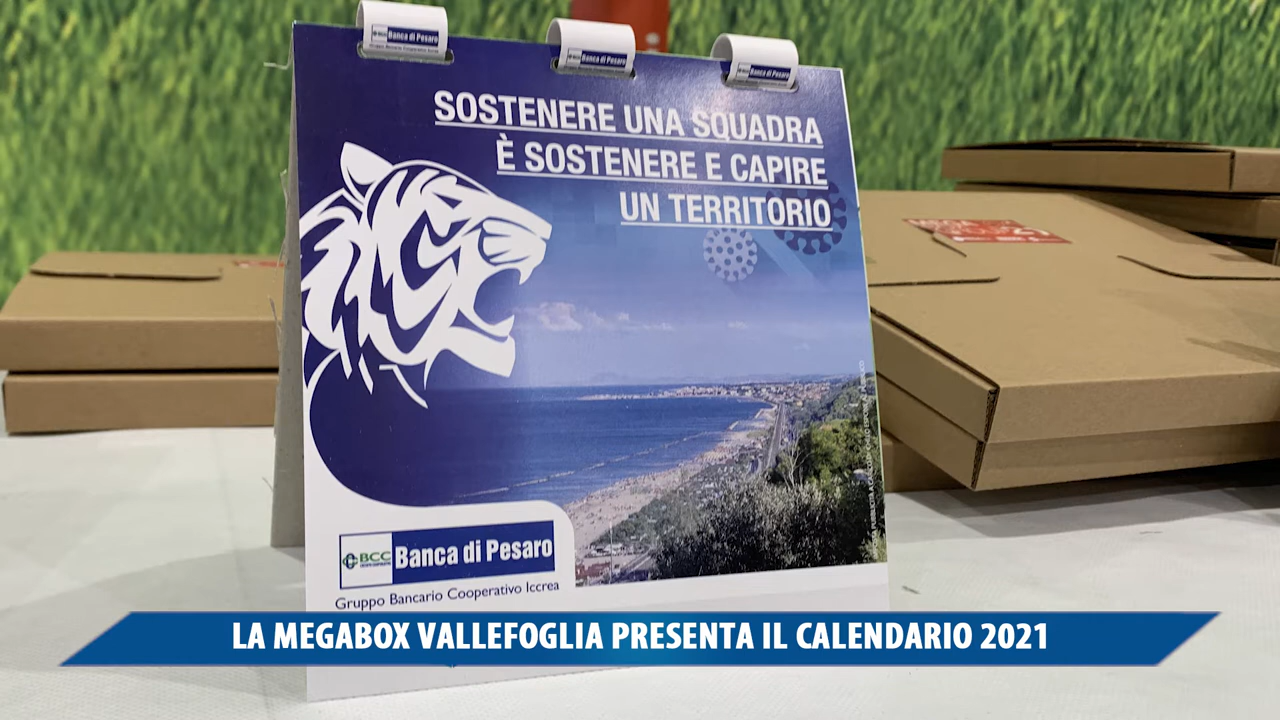 Banca di Pesaro
Banca di Pesaro
Banca di Pesaro
SOSTENERE UNA SQUADRA
È SOSTENERE E CAPIRE
UN TERRITORIO
BCC
Banca di Pesaro
Gruppo Bancario Cooperativo Iccrea
LA MEGABOX VALLEFOGLIA PRESENTA IL CALENDARIO 2021